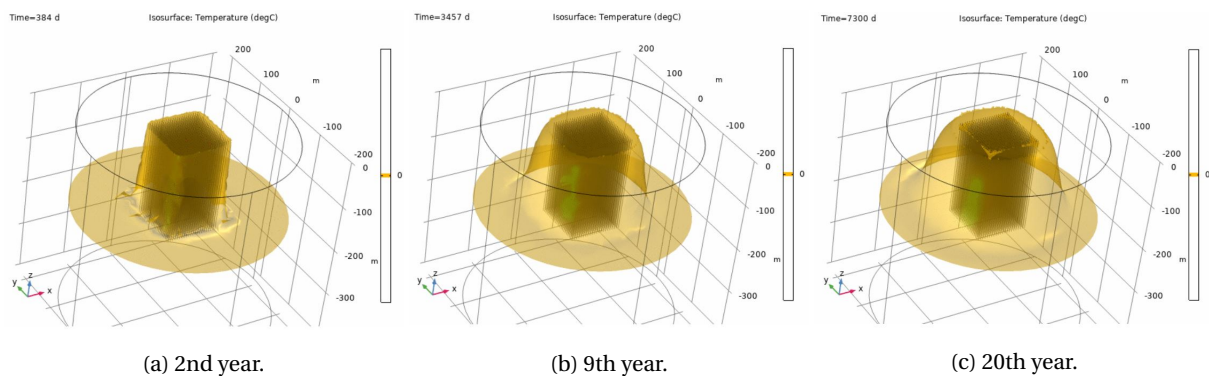 Time=384 d Isosurface: Temperature (degC)
200
100
m
0
-100
-200
0
0
-100
-200
m
-300
z
y
x
(a) 2nd year.
Time=3457 d Isosurface: Temperature (degC)
200
100
m
0
-100
-200
0
0
-100
-200
m
-300
z
y
x
(b) 9th year.
Time=7300 d Isosurface: Temperature (degC)
200
100
m
0
-100
-200
0
0
-100
-200
m
-300
z
y
x
(c) 20th year.